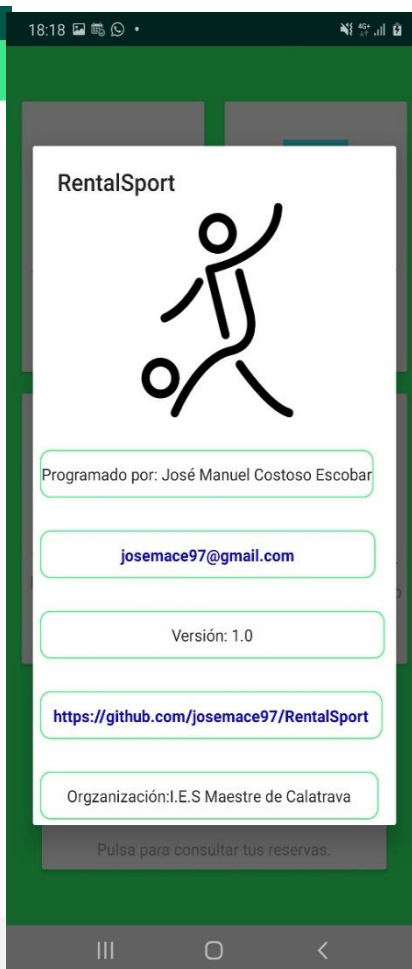 18:18
4G+
RentalSport
Programado por: José Manuel Costoso Escobar
josemace97@gmail.com
Versión: 1.0
https://github.com/josemace97/RentalSport
Orgzanización:I.E.S Maestre de Calatrava
Pulsa para consultar tus reservas.